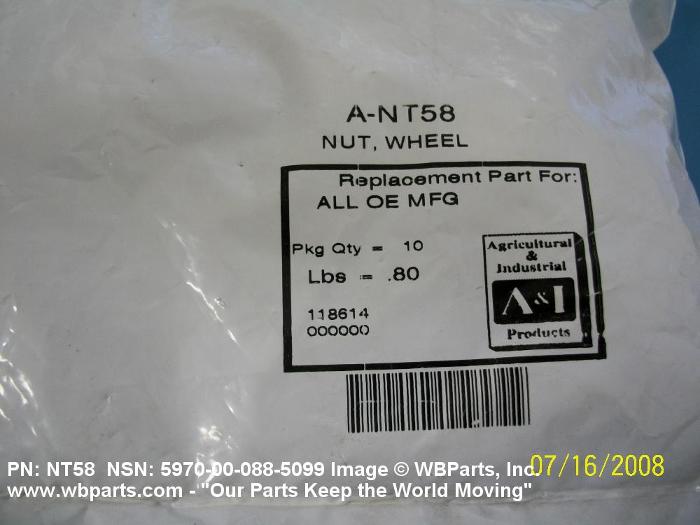 A-NT58
NUT, WHEEL
Replacement Part For:
ALL OE MFG
Pkg Qty = 10
Lbs = .80
118614
000000
Agricultural
&
Industrial
A&I
Products
PN: NT58 NSN: 5970-00-088-5099 Image © WBParts, Inc.
07/16/2008
www.wbparts.com - "Our Parts Keep the World Moving"